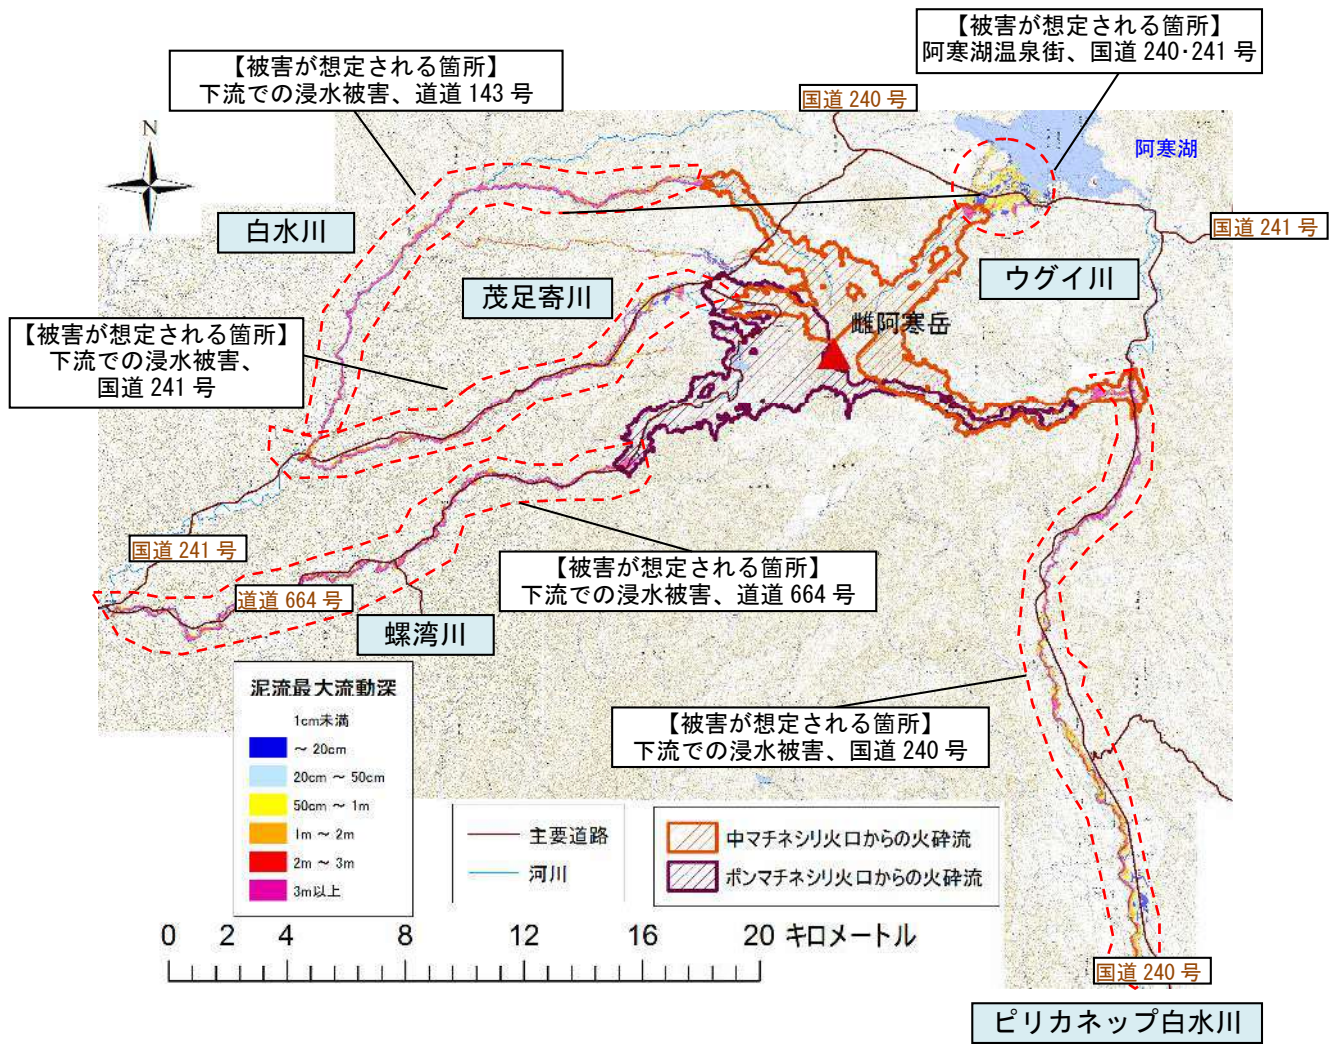 【被害が想定される箇所】
阿寒湖温泉街、国道 240・241 号
【被害が想定される箇所】
下流での浸水被害、道道 143 号
国道 240 号
N
阿寒湖
白水川
国道 241 号
ウグイ川
茂足寄川
雌阿寒岳
【被害が想定される箇所】
下流での浸水被害、
国道 241 号
国道 241 号
【被害が想定される箇所】
下流での浸水被害、道道 664 号
道道 664 号
螺湾川
【被害が想定される箇所】
下流での浸水被害、国道 240 号
泥流最大流動深
1cm未満
～ 20cm
20cm ～ 50cm
50cm ～ 1m
1m ～ 2m
2m ～ 3m
3m以上
主要道路
河川
中マチネシリ火口からの火砕流
ポンマチネシリ火口からの火砕流
0 2 4 8 12 16 20 キロメートル
国道 240 号
ピリカネップ白水川